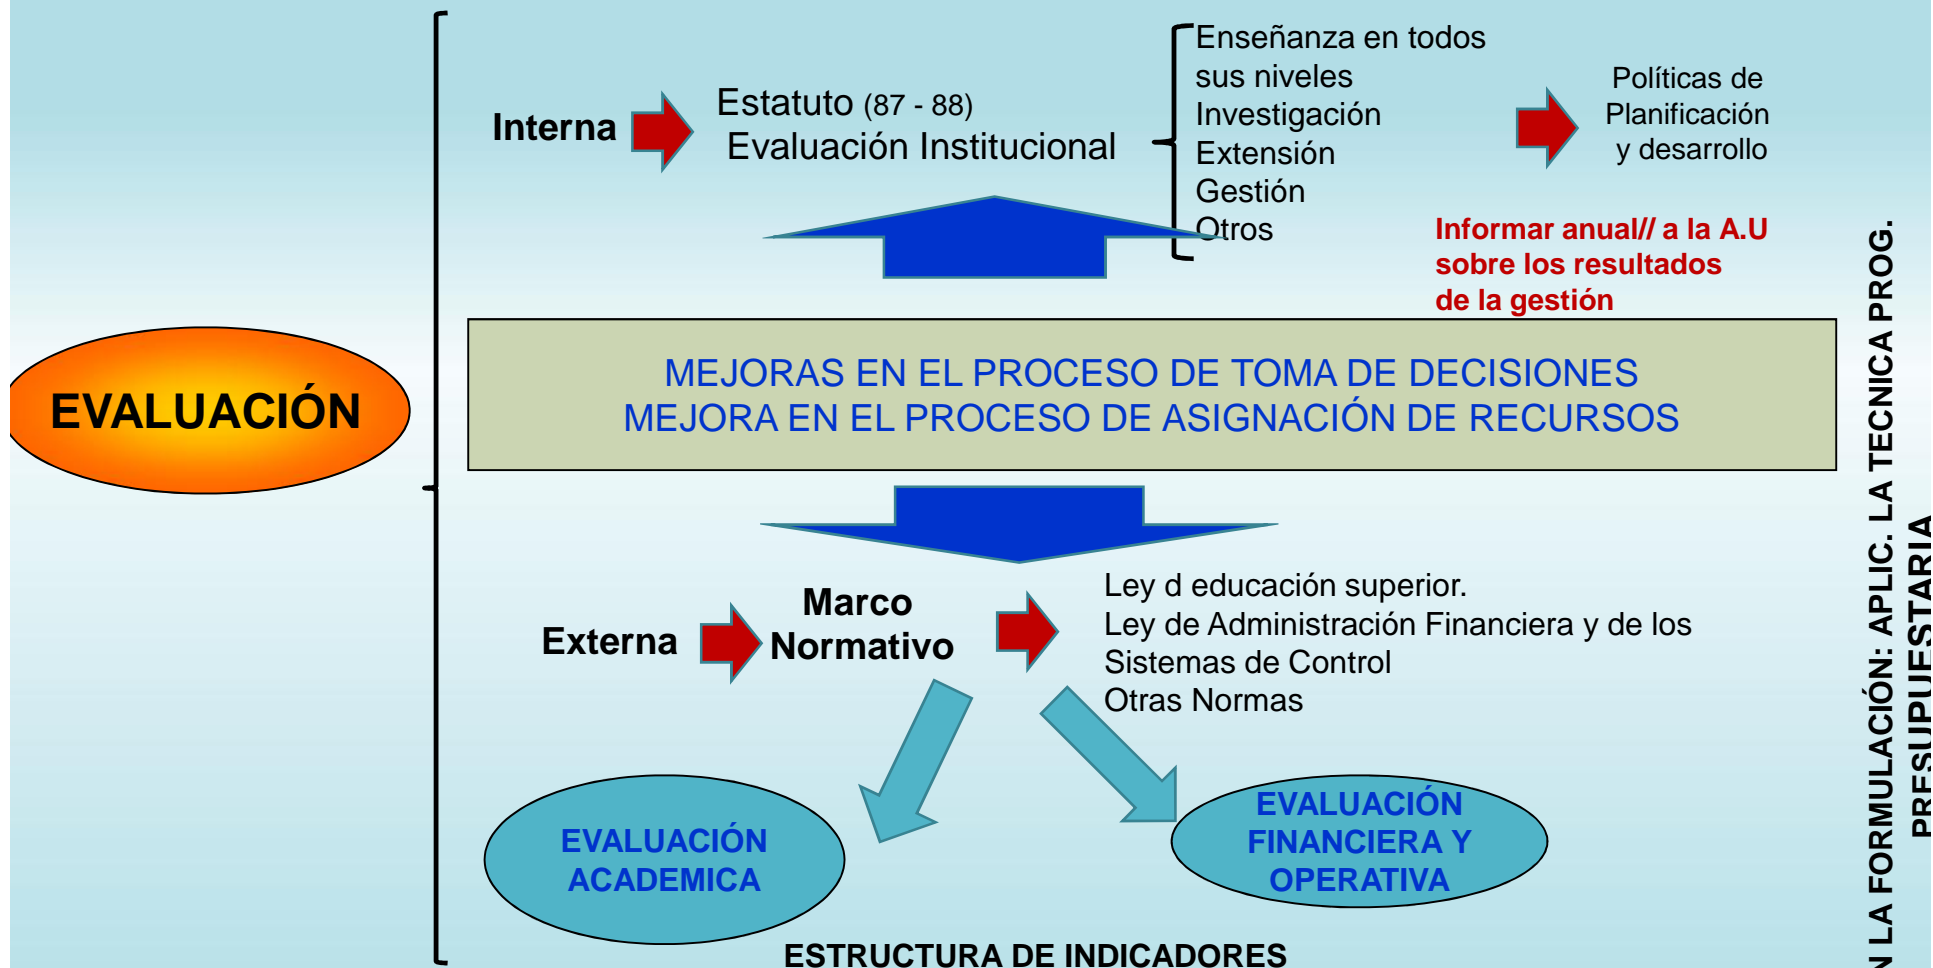 EVALUACIÓN
Interna
Estatuto (87 - 88)
Evaluación Institucional
Enseñanza en todos
sus niveles
Investigación
Extensión
Gestión
Otros
Políticas de
Planificación
y desarrollo
Informar anual// a la A.U
sobre los resultados
de la gestión
MEJORAS EN EL PROCESO DE TOMA DE DECISIONES
MEJORA EN EL PROCESO DE ASIGNACIÓN DE RECURSOS
Externa
Marco
Normativo
Ley d educación superior.
Ley de Administración Financiera y de los
Sistemas de Control
Otras Normas
EVALUACIÓN
ACADEMICA
EVALUACIÓN
FINANCIERA Y
OPERATIVA
ESTRUCTURA DE INDICADORES
N LA FORMULACIÓN: APLIC. LA TECNICA PROG.
PRESUPUESTARIA